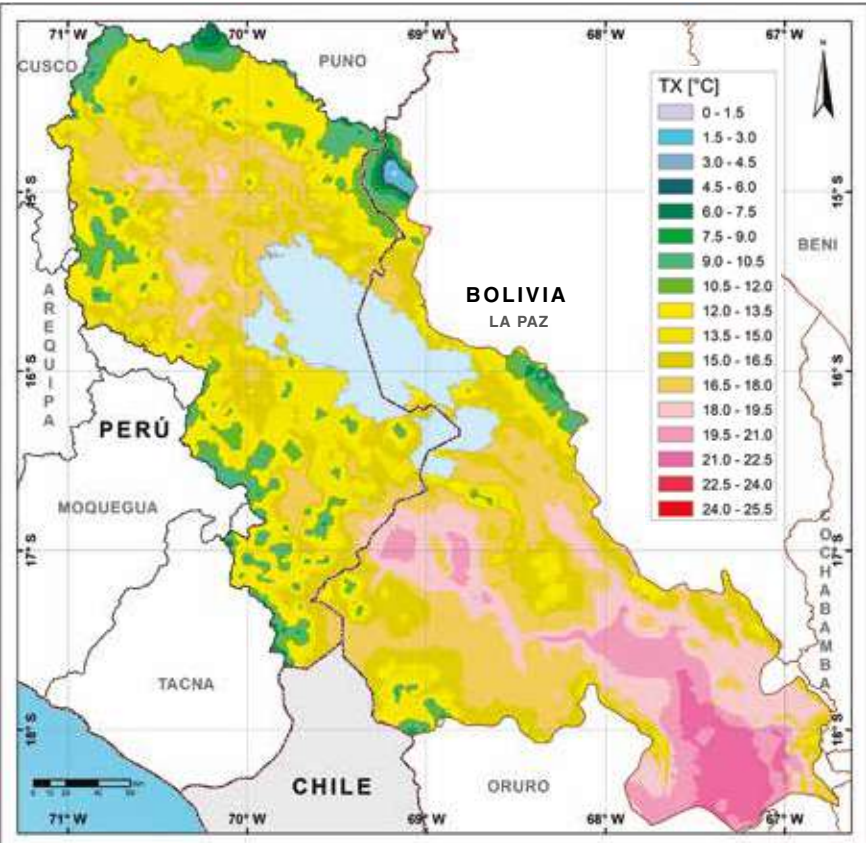 71° W 70° W 69° W 68° W 67° W
CUSCO
PUNO
N
TX [°C]
0 - 1.5
1.5 - 3.0
3.0 - 4.5
4.5 - 6.0
6.0 - 7.5
7.5 - 9.0
9.0 - 10.5
10.5 - 12.0
12.0 - 13.5
13.5 - 15.0
15.0 - 16.5
16.5 - 18.0
18.0 - 19.5
19.5 - 21.0
21.0 - 22.5
22.5 - 24.0
24.0 - 25.5
15° S
15° S
BENI
BOLIVIA
LA PAZ
AREQUIPA
16° S
16° S
PERÚ
MOQUEGUA
17° S
17° S
COCHABAMBA
TACNA
18° S
18° S
CHILE
ORURO
71° W 70° W 69° W 68° W 67° W